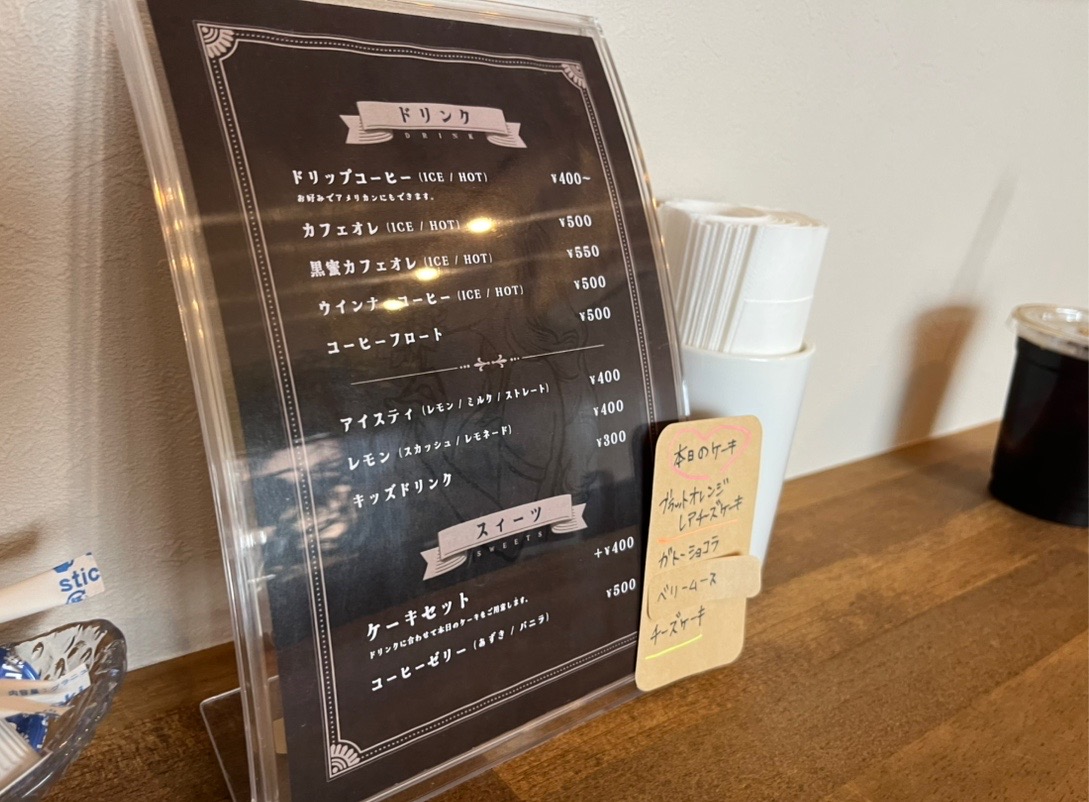 ドリンク
DRINK
ドリップコーヒー (ICE / HOT) ¥400~
お好みでアメリカンにもできます。
カフェオレ (ICE / HOT) ¥500
黒蜜カフェオレ (ICE / HOT) ¥550
ウインナーコーヒー (ICE / HOT) ¥500
コーヒーフロート ¥500
アイスティ (レモン / ミルク / ストレート) ¥400
レモン (スカッシュ / レモネード) ¥400
キッズドリンク ¥300
スィーツ
SWEETS
ケーキセット +¥400
ドリンクに合わせて本日のケーキをご用意します。
コーヒーゼリー (あずき / バニラ) ¥500
本日のケーキ
ブラットオレンジ
レアチーズケーキ
ガトーショコラ
ベリームース
チーズケーキ
stic